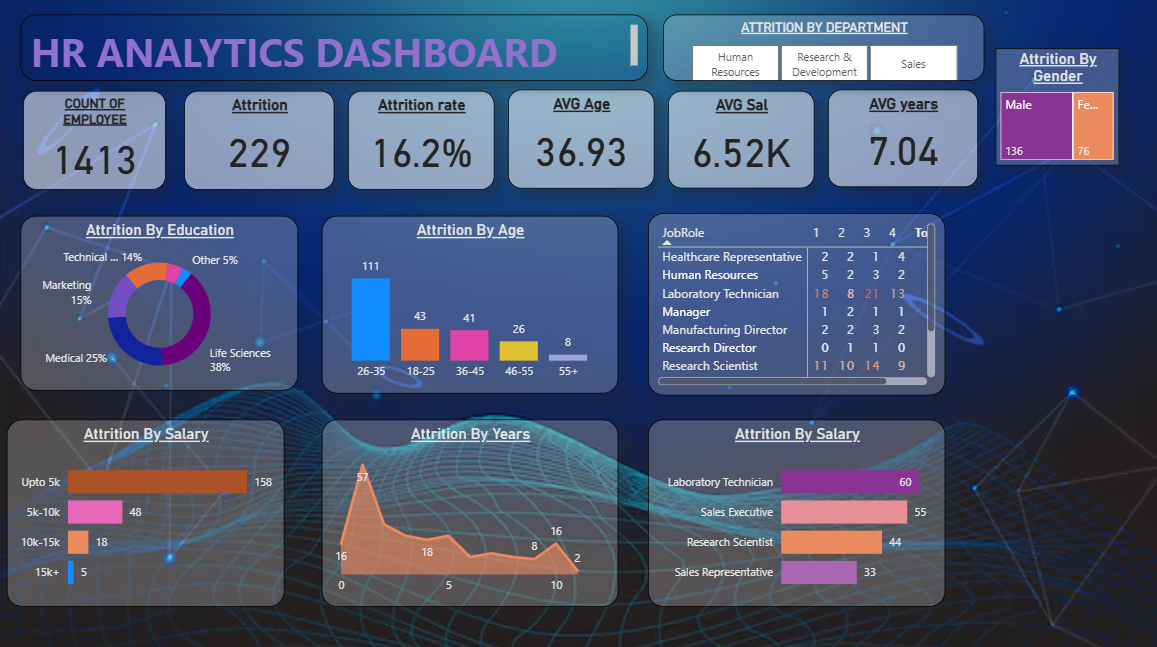 HR ANALYTICS DASHBOARD
ATTRITION BY DEPARTMENT
Human
Resources
Research &
Development
Sales
Attrition By
Gender
Male
Fe...
136
76
COUNT OF
EMPLOYEE
1413
Attrition
229
Attrition rate
16.2%
AVG Age
36.93
AVG Sal
6.52K
AVG years
7.04
Attrition By Education
Technical ... 14%
Other 5%
Marketing
15%
Medical 25%
Life Sciences
38%
Attrition By Age
111
43
41
26
8
26-35 18-25 36-45 46-55 55+
JobRole 1 2 3 4 To
Healthcare Representative 2 2 1 4
Human Resources 5 2 3 2
Laboratory Technician 18 8 21 13
Manager 1 2 1 1
Manufacturing Director 2 2 3 2
Research Director 0 1 1 0
Research Scientist 11 10 14 9
Attrition By Salary
Upto 5k 158
5k-10k 48
10k-15k 18
15k+ 5
Attrition By Years
57
16
18
8
16
2
0 5 10
Attrition By Salary
Laboratory Technician 60
Sales Executive 55
Research Scientist 44
Sales Representative 33